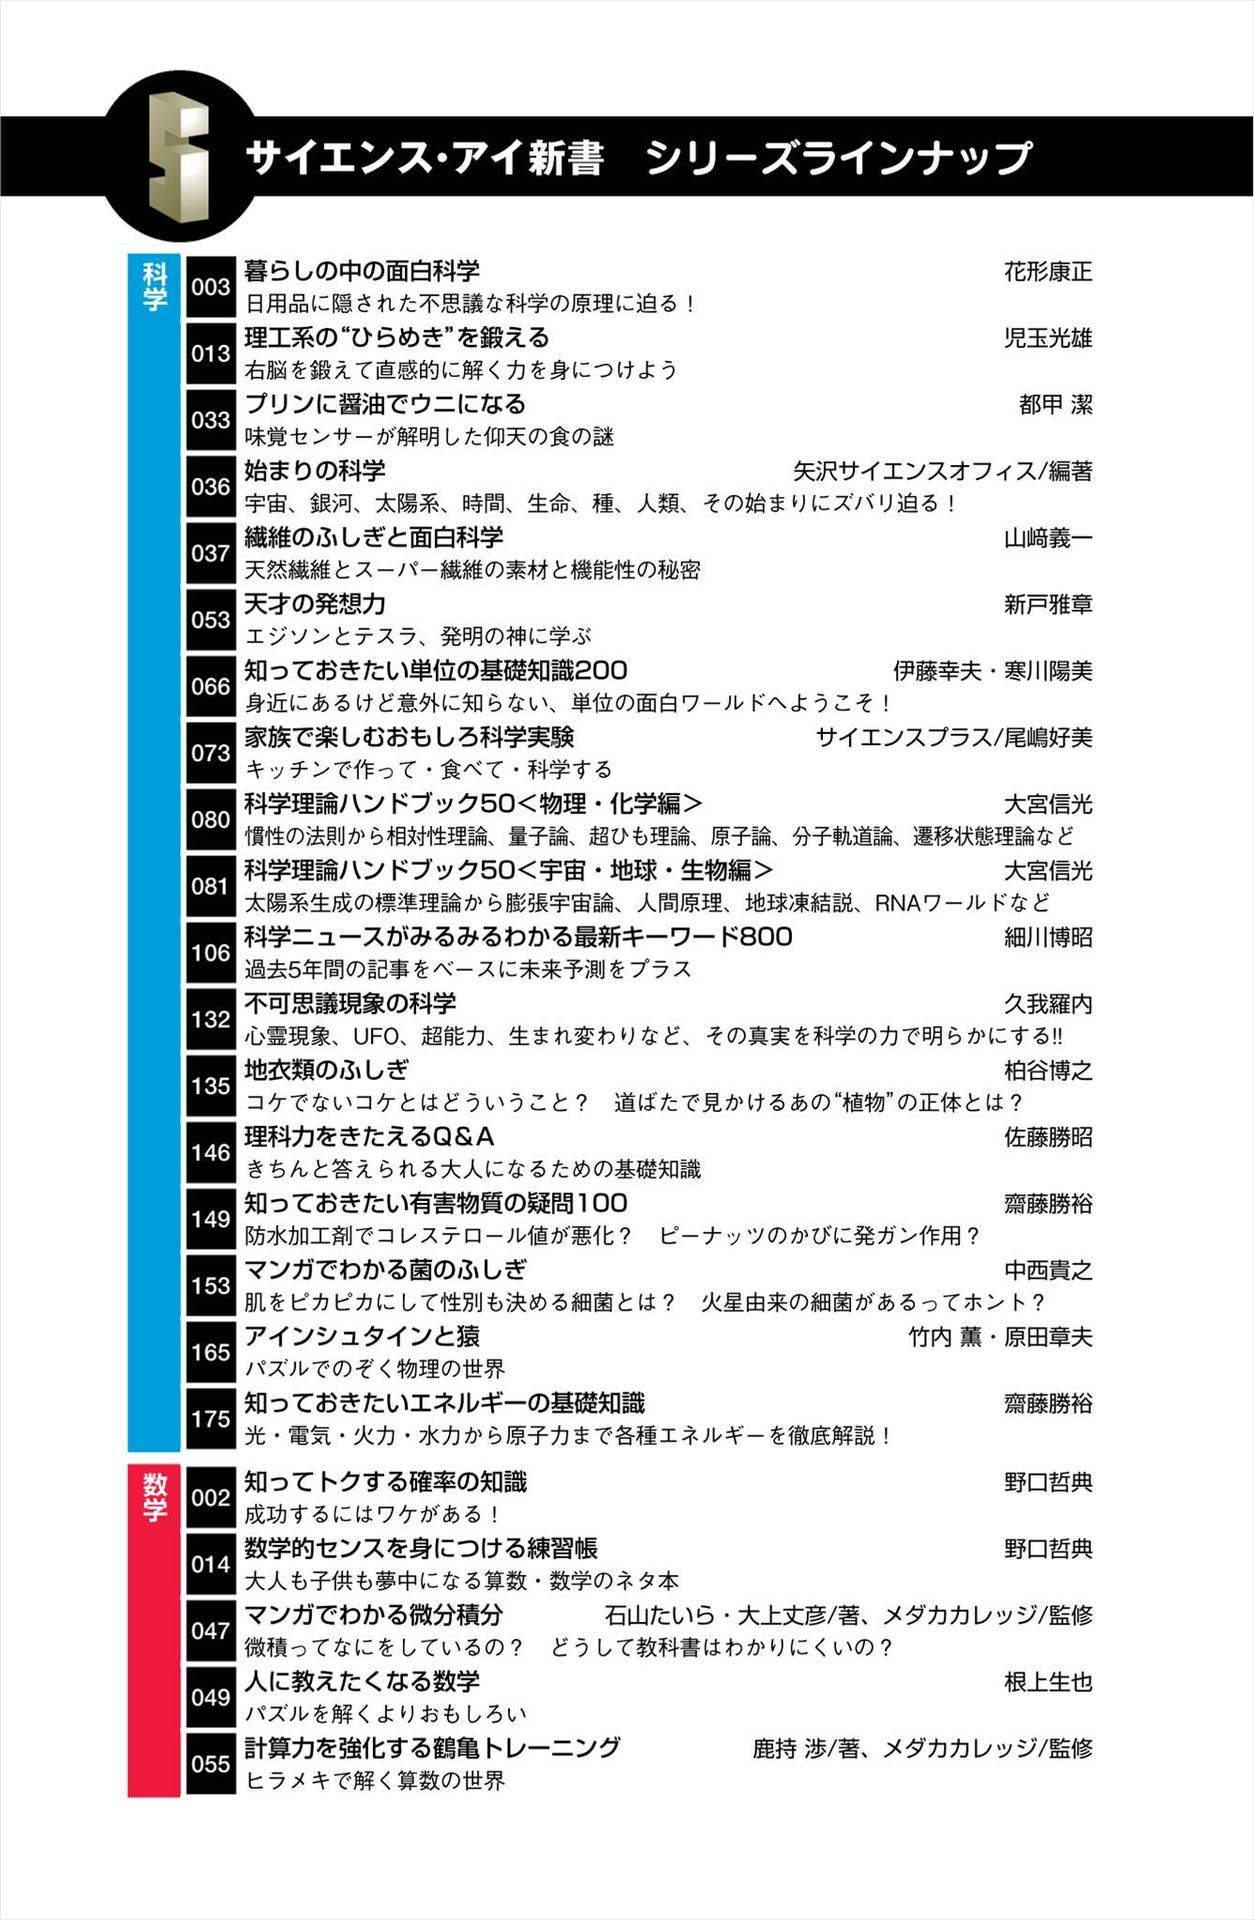 サイエンス・アイ新書　シリーズラインナップ
科学
003 暮らしの中の面白科学 花形康正
日用品に隠された不思議な科学の原理に迫る！
013 理工系の“ひらめき”を鍛える 児玉光雄
右脳を鍛えて直感的に解く力を身につけよう
033 プリンに醤油でウニになる 都甲 潔
味覚センサーが解明した仰天の食の謎
036 始まりの科学 矢沢サイエンスオフィス/編著
宇宙、銀河、太陽系、時間、生命、種、人類、その始まりにズバリ迫る！
037 繊維のふしぎと面白科学 山﨑義一
天然繊維とスーパー繊維の素材と機能性の秘密
053 天才の発想力 新戸雅章
エジソンとテスラ、発明の神に学ぶ
066 知っておきたい単位の基礎知識200 伊藤幸夫・寒川陽美
身近にあるけど意外に知らない、単位の面白ワールドへようこそ！
073 家族で楽しむおもしろ科学実験 サイエンスプラス/尾嶋好美
キッチンで作って・食べて・科学する
080 科学理論ハンドブック50＜物理・化学編＞ 大宮信光
慣性の法則から相対性理論、量子論、超ひも理論、原子論、分子軌道論、遷移状態理論など
081 科学理論ハンドブック50＜宇宙・地球・生物編＞ 大宮信光
太陽系生成の標準理論から膨張宇宙論、人間原理、地球凍結説、RNAワールドなど
106 科学ニュースがみるみるわかる最新キーワード800 細川博昭
過去5年間の記事をベースに未来予測をプラス
132 不可思議現象の科学 久我羅内
心霊現象、UFO、超能力、生まれ変わりなど、その真実を科学の力で明らかにする!!
135 地衣類のふしぎ 柏谷博之
コケでないコケとはどういうこと？　道ばたで見かけるあの“植物”の正体とは？
146 理科力をきたえるQ＆A 佐藤勝昭
きちんと答えられる大人になるための基礎知識
149 知っておきたい有害物質の疑問100 齋藤勝裕
防水加工剤でコレステロール値が悪化？　ピーナッツのかびに発ガン作用？
153 マンガでわかる菌のふしぎ 中西貴之
肌をピカピカにして性別も決める細菌とは？　火星由来の細菌があるってホント？
165 アインシュタインと猿 竹内 薫・原田章夫
パズルでのぞく物理の世界
175 知っておきたいエネルギーの基礎知識 齋藤勝裕
光・電気・火力・水力から原子力まで各種エネルギーを徹底解説！
数学
002 知ってトクする確率の知識 野口哲典
成功するにはワケがある！
014 数学的センスを身につける練習帳 野口哲典
大人も子供も夢中になる算数・数学のネタ本
047 マンガでわかる微分積分 石山たいら・大上丈彦/著、メダカカレッジ/監修
微積ってなにをしているの？　どうして教科書はわかりにくいの？
049 人に教えたくなる数学 根上生也
パズルを解くよりおもしろい
055 計算力を強化する鶴亀トレーニング 鹿持 渉/著、メダカカレッジ/監修
ヒラメキで解く算数の世界